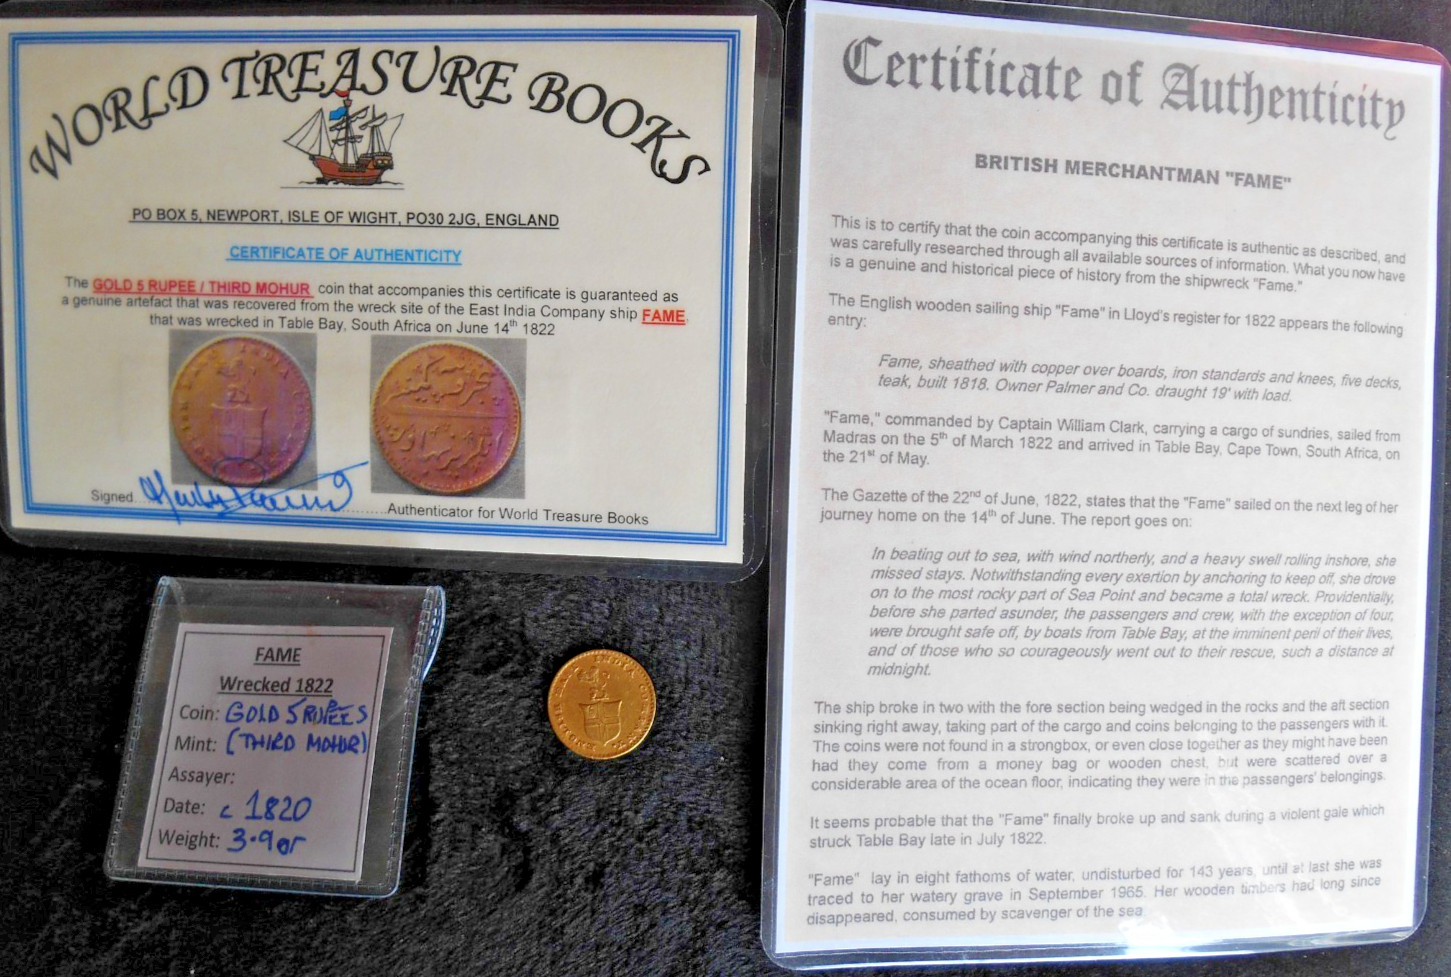 WORLD TREASURE BOOKS
PO BOX 5, NEWPORT, ISLE OF WIGHT, PO30 2JG, ENGLAND
CERTIFICATE OF AUTHENTICITY
The GOLD 5 RUPEE / THIRD MOHUR coin that accompanies this certificate is guaranteed as
a genuine artefact that was recovered from the wreck site of the East India Company ship FAME
that was wrecked in Table Bay, South Africa on June 14th 1822
Signed.....................Authenticator for World Treasure Books
FAME
Wrecked 1822
Coin: GOLD 5 RUPEES
Mint: (THIRD MOHUR)
Assayer:
Date: c 1820
Weight: 3.9gr
Certificate of Authenticity
BRITISH MERCHANTMAN "FAME"
This is to certify that the coin accompanying this certificate is authentic as described, and
was carefully researched through all available sources of information. What you now have
is a genuine and historical piece of history from the shipwreck "Fame."
The English wooden sailing ship "Fame" in Lloyd's register for 1822 appears the following
entry:
Fame, sheathed with copper over boards, iron standards and knees, five decks,
teak, built 1818. Owner Palmer and Co. draught 19' with load.
"Fame," commanded by Captain William Clark, carrying a cargo of sundries, sailed from
Madras on the 5th of March 1822 and arrived in Table Bay, Cape Town, South Africa, on
the 21st of May.
The Gazette of the 22nd of June, 1822, states that the "Fame" sailed on the next leg of her
journey home on the 14th of June. The report goes on:
In beating out to sea, with wind northerly, and a heavy swell rolling inshore, she
missed stays. Notwithstanding every exertion by anchoring to keep off, she drove
on to the most rocky part of Sea Point and became a total wreck. Providentially,
before she parted asunder, the passengers and crew, with the exception of four,
were brought safe off, by boats from Table Bay, at the imminent peril of their lives,
and of those who so courageously went out to their rescue, such a distance at
midnight.
The ship broke in two with the fore section being wedged in the rocks and the aft section
sinking right away, taking part of the cargo and coins belonging to the passengers with it.
The coins were not found in a strongbox, or even close together as they might have been
had they come from a money bag or wooden chest, but were scattered over a
considerable area of the ocean floor, indicating they were in the passengers' belongings.
It seems probable that the "Fame" finally broke up and sank during a violent gale which
struck Table Bay late in July 1822.
"Fame" lay in eight fathoms of water, undisturbed for 143 years, until at last she was
traced to her watery grave in September 1965. Her wooden timbers had long since
disappeared, consumed by scavenger of the sea